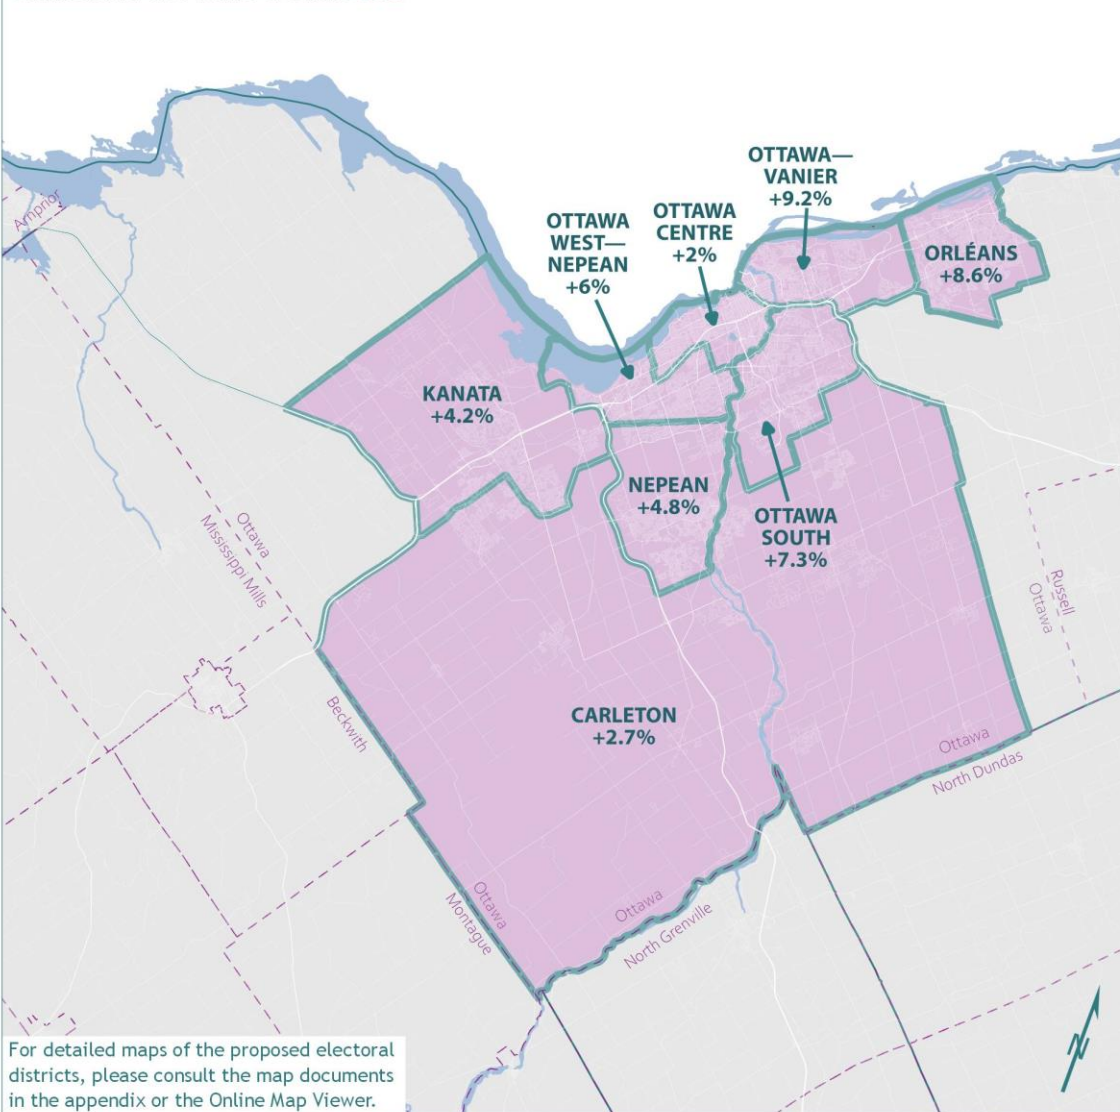 OTTAWA—
VANIER
+9.2%
OTTAWA
CENTRE
+2%
OTTAWA
WEST—
NEPEAN
+6%
ORLÉANS
+8.6%
KANATA
+4.2%
NEPEAN
+4.8%
OTTAWA
SOUTH
+7.3%
CARLETON
+2.7%
Arnprior
Ottawa
Mississippi Mills
Beckwith
Ottawa
Montague
Ottawa
North Grenville
Ottawa
North Dundas
Russell
Ottawa
N
For detailed maps of the proposed electoral
districts, please consult the map documents
in the appendix or the Online Map Viewer.